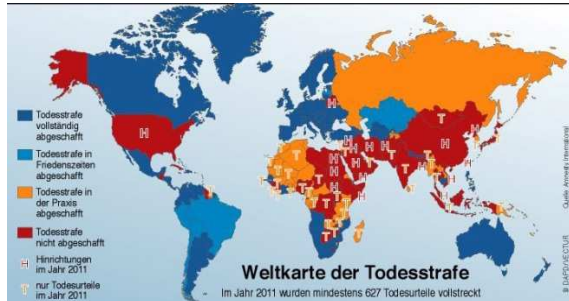 Todesstrafe
vollständig
abgeschafft
Todesstrafe in
Friedenszeiten
abgeschafft
Todesstrafe in
der Praxis
abgeschafft
Todesstrafe
nicht abgeschafft
H Hinrichtungen
im Jahr 2011
T nur Todesurteile
im Jahr 2011
Weltkarte der Todesstrafe
Im Jahr 2011 wurden mindestens 627 Todesurteile vollstreckt
Quelle: Amnesty International
© DAPD/VECTUR